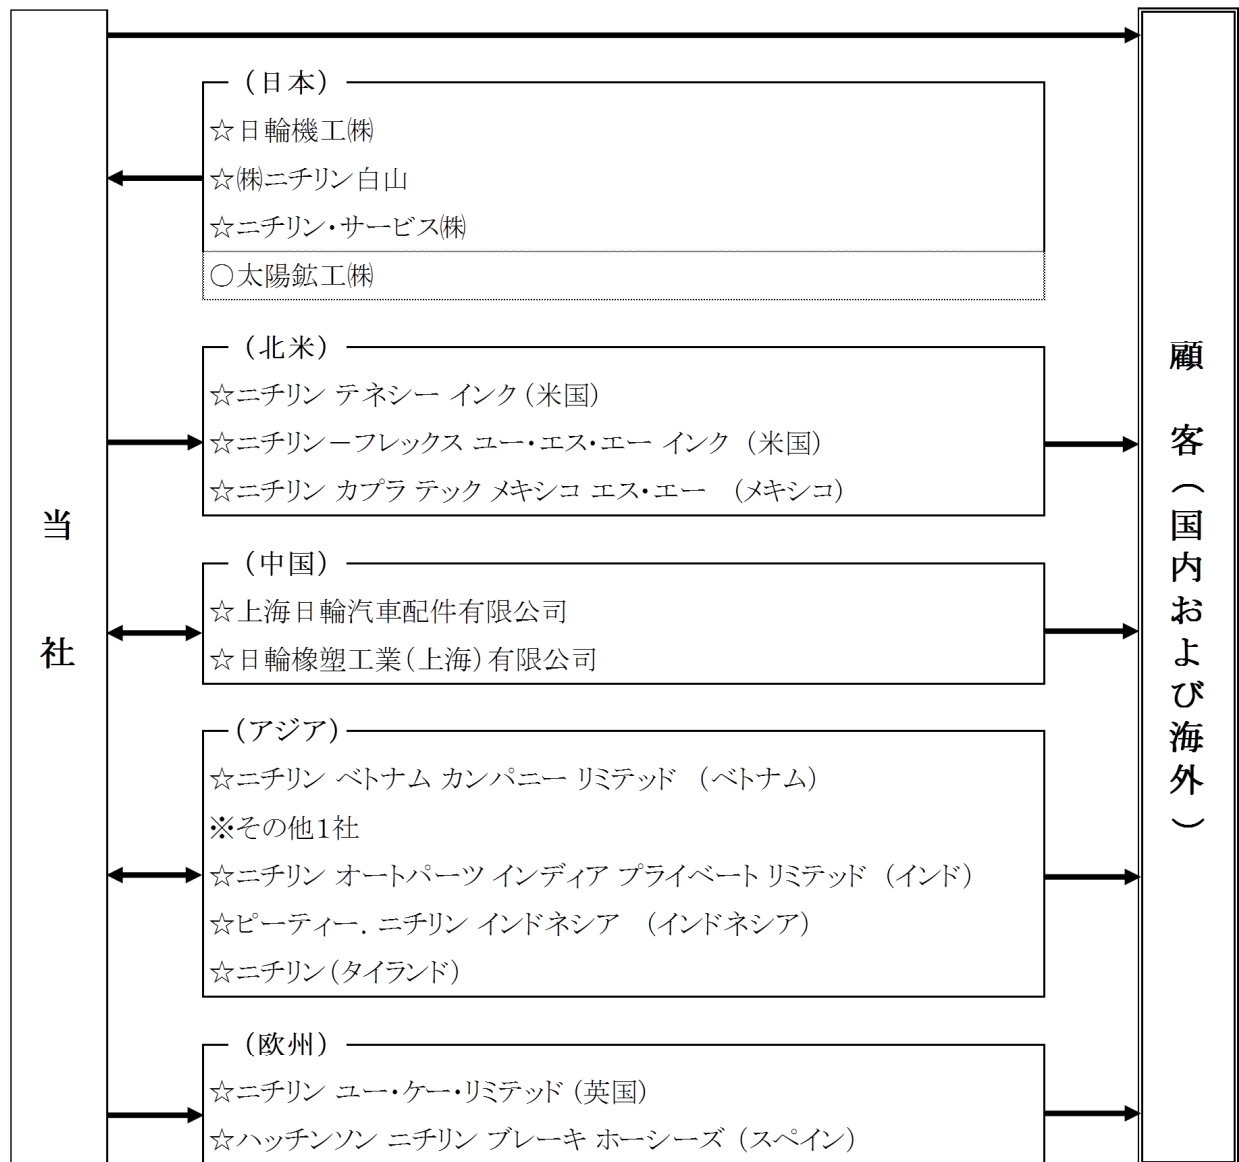 当社
（日本）
☆日輪機工㈱
☆㈱ニチリン白山
☆ニチリン・サービス㈱
○太陽鉱工㈱
（北米）
☆ニチリン テネシー インク（米国）
☆ニチリン－フレックス ユー・エス・エー インク （米国）
☆ニチリン カプラ テック メキシコ エス・エー （メキシコ）
（中国）
☆上海日輪汽車配件有限公司
☆日輪橡塑工業（上海）有限公司
（アジア）
☆ニチリン ベトナム カンパニー リミテッド （ベトナム）
※その他1社
☆ニチリン オートパーツ インディア プライベート リミテッド （インド）
☆ピーティー．ニチリン インドネシア （インドネシア）
☆ニチリン（タイランド）
（欧州）
☆ニチリン ユー・ケー・リミテッド（英国）
☆ハッチンソン ニチリン ブレーキ ホーシーズ（スペイン）
顧客（国内および海外）